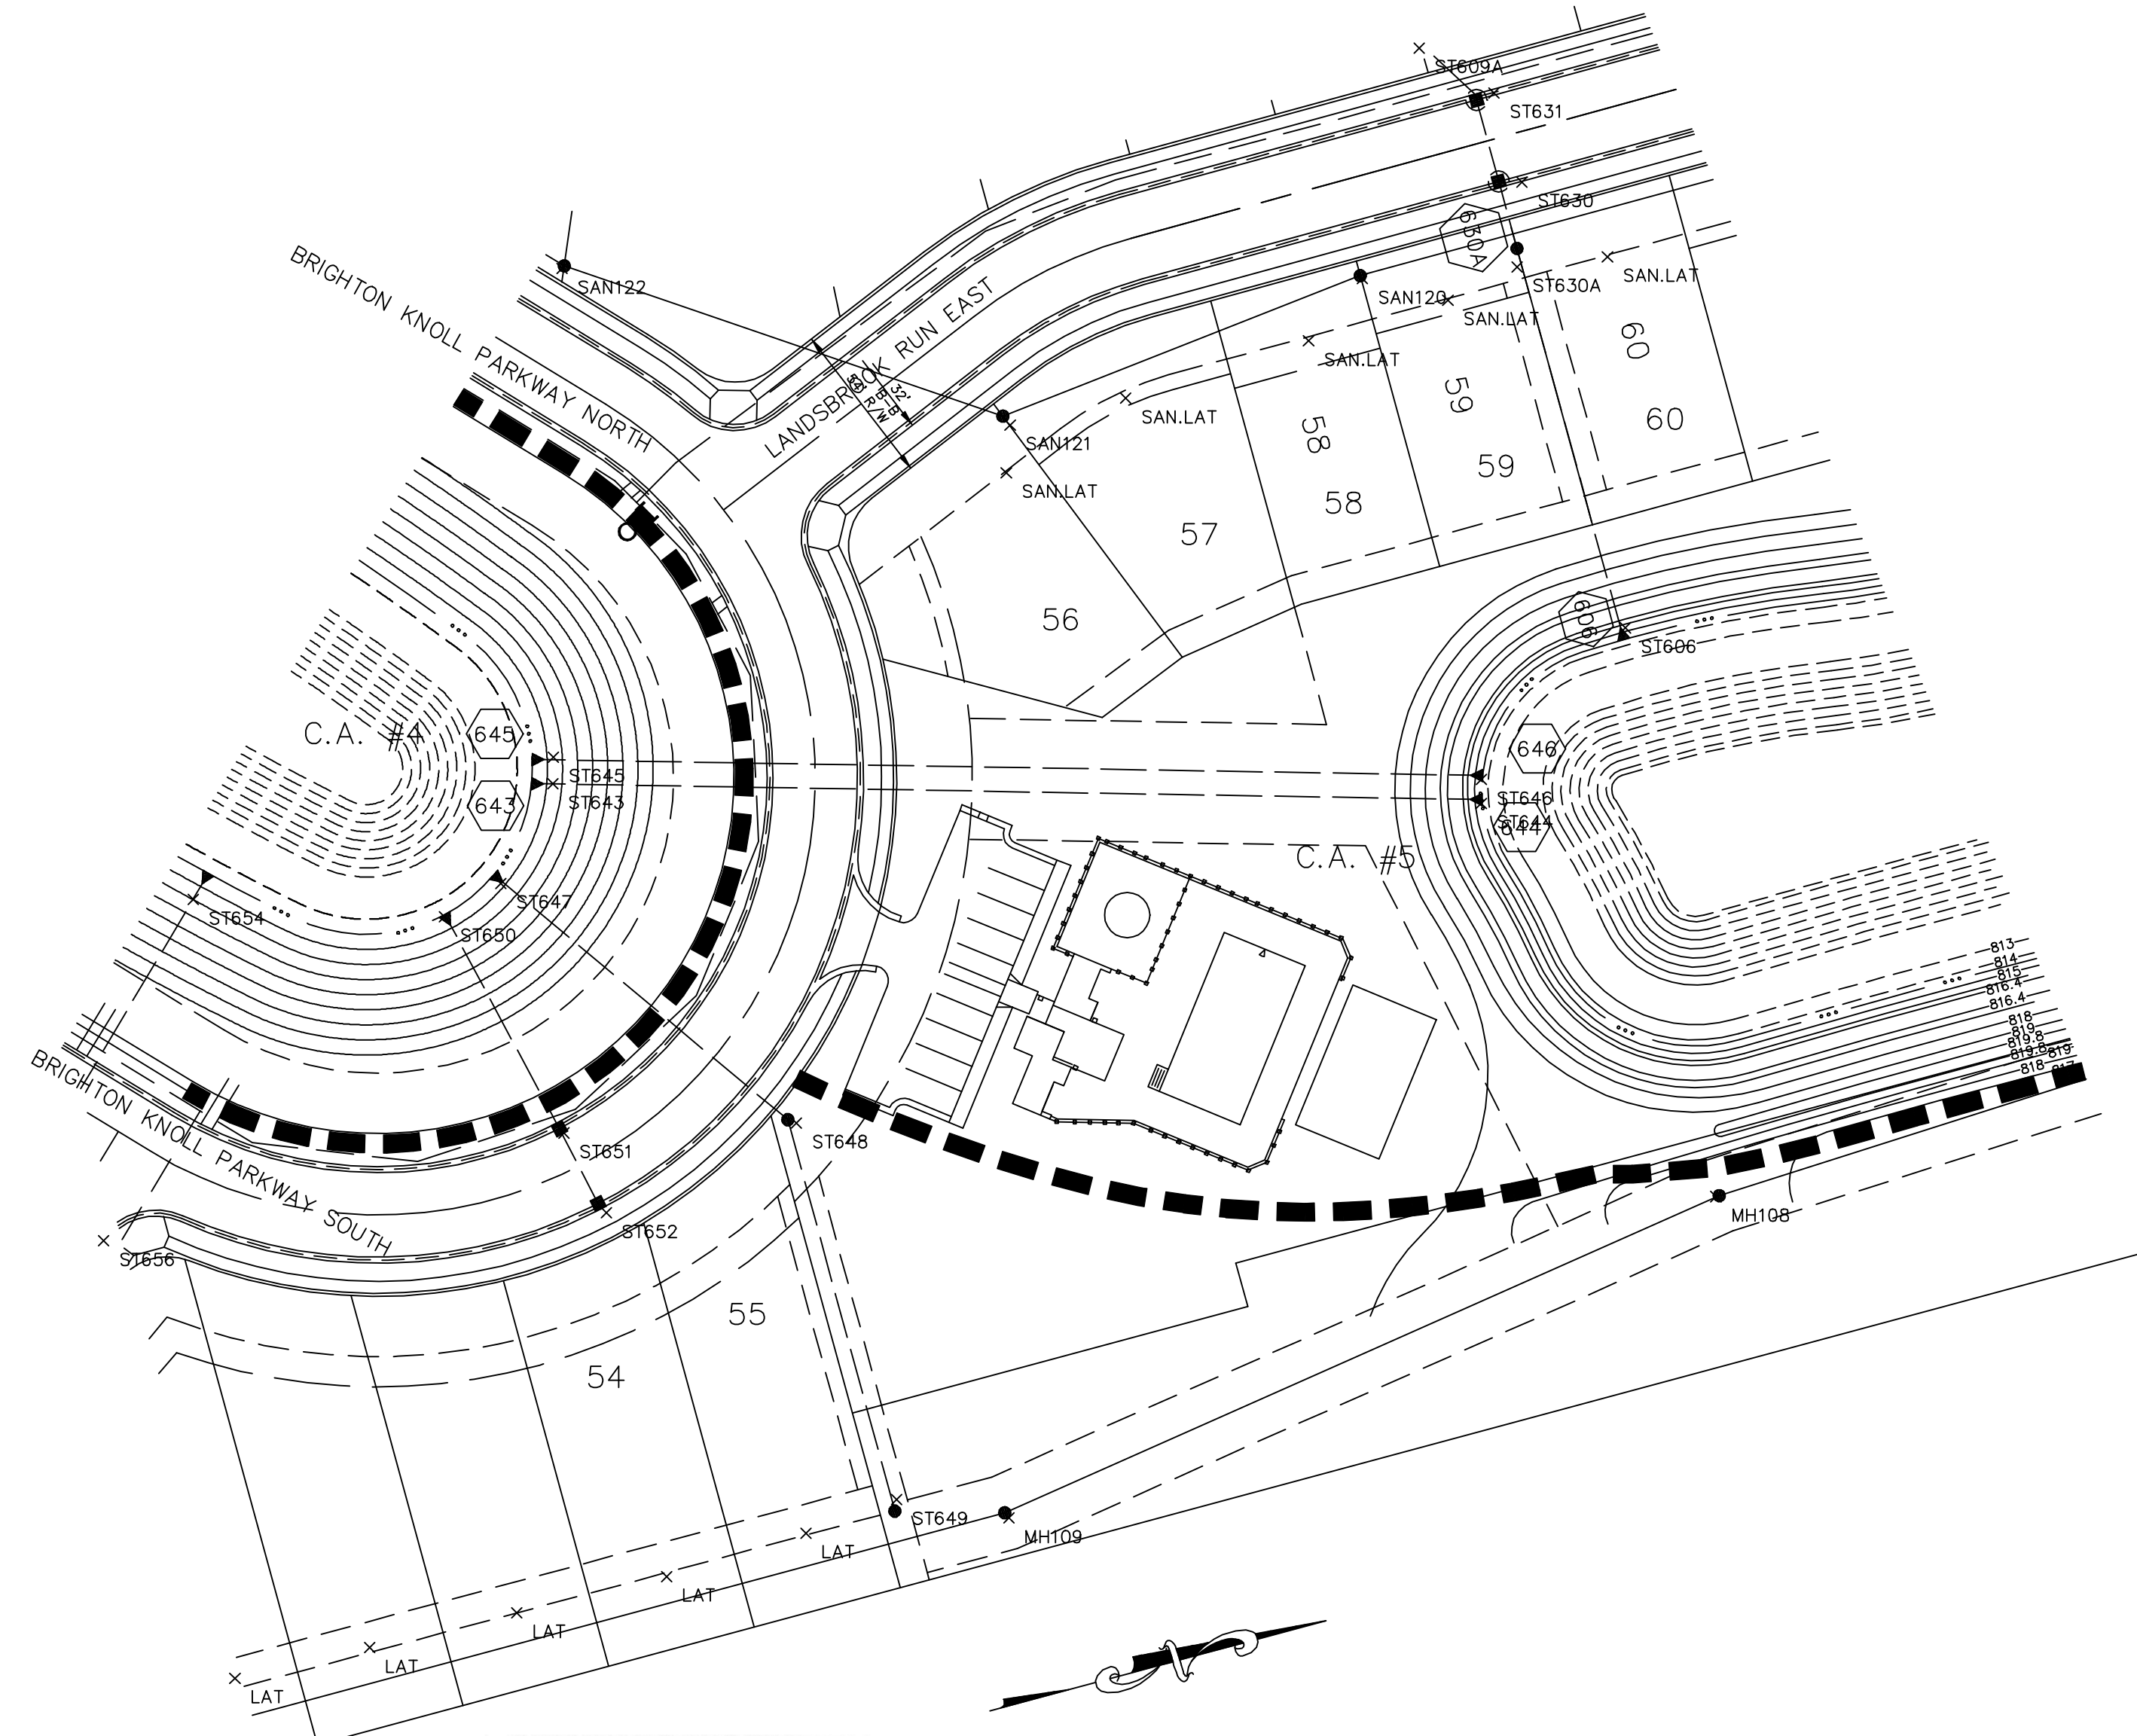 ST609A
ST631
ST630
630A
SAN122
SAN.LAT
ST630A
SAN120
SAN.LAT
SAN.LAT
BRIGHTON KNOLL PARKWAY NORTH
LANDSBROOK RUN EAST
32' B-B
54' R/W
SAN.LAT
SAN121
SAN.LAT
60
59
58
60
59
58
57
56
606
ST606
C.A. #4
645
643
ST645
ST643
646
ST646
ST644
644
C.A. #5
ST654
ST647
ST650
813
814
815
816.4
816.4
818
819
819.8
819.8
819
818
BRIGHTON KNOLL PARKWAY SOUTH
ST648
ST651
ST652
ST656
MH108
55
54
ST649
MH109
LAT
LAT
LAT
LAT
LAT
N